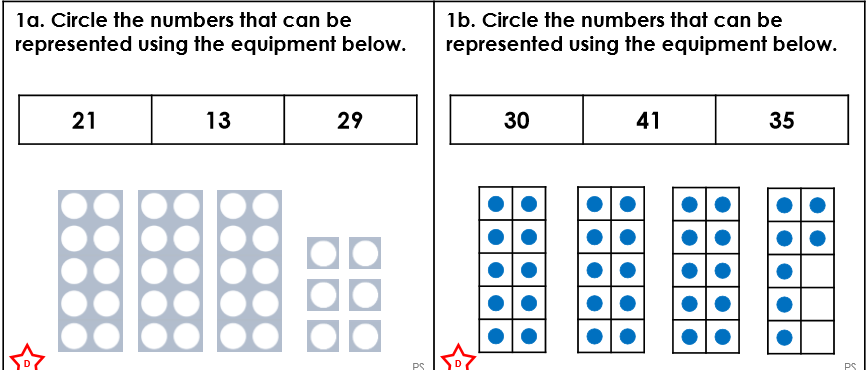 1a. Circle the numbers that can be
represented using the equipment below.
21 13 29
D
PS
1b. Circle the numbers that can be
represented using the equipment below.
30 41 35
D
PS